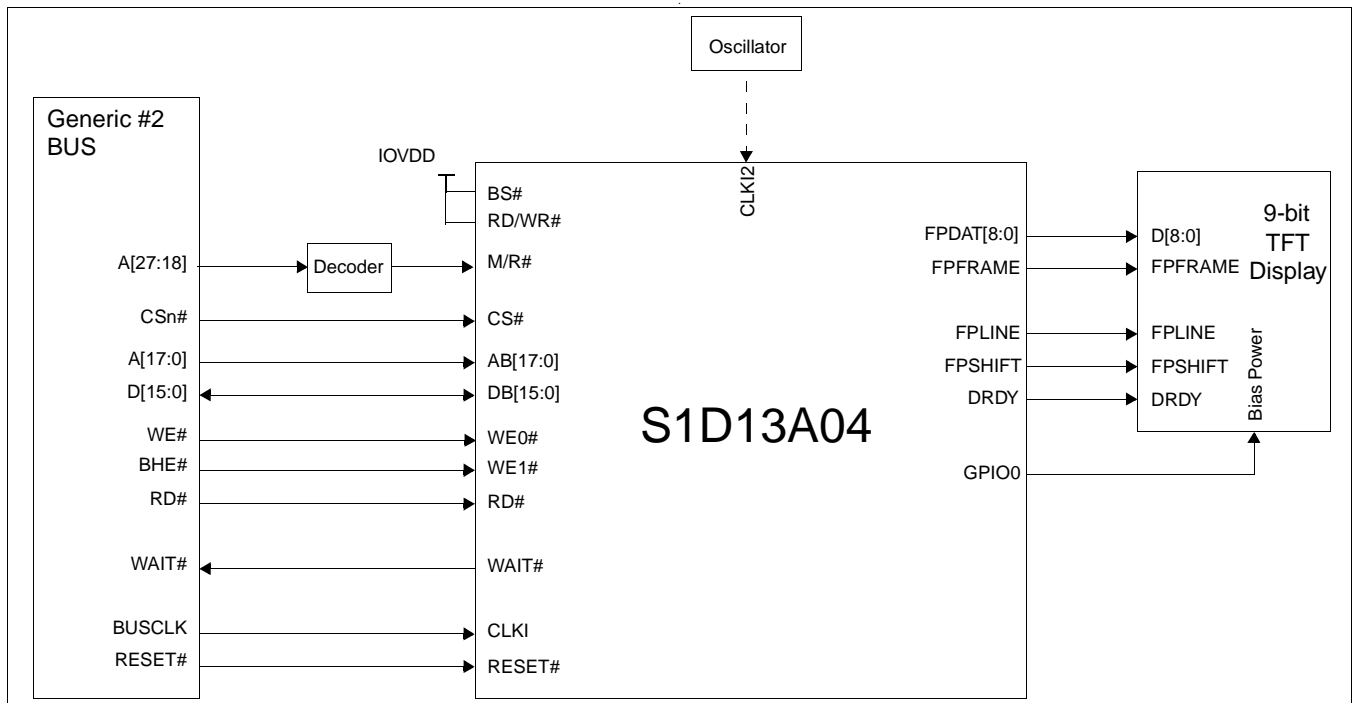 Oscillator
Generic #2
BUS
IOVDD
CLKI2
BS#
RD/WR#
A[27:18]
Decoder
M/R#
CSn#
CS#
A[17:0]
AB[17:0]
D[15:0]
DB[15:0]
WE#
WE0#
BHE#
WE1#
RD#
RD#
WAIT#
WAIT#
BUSCLK
CLKI
RESET#
RESET#
S1D13A04
FPDAT[8:0]
FPFRAME
FPLINE
FPSHIFT
DRDY
GPIO0
D[8:0]
FPFRAME
FPLINE
FPSHIFT
DRDY
9-bit
TFT
Display
Bias Power